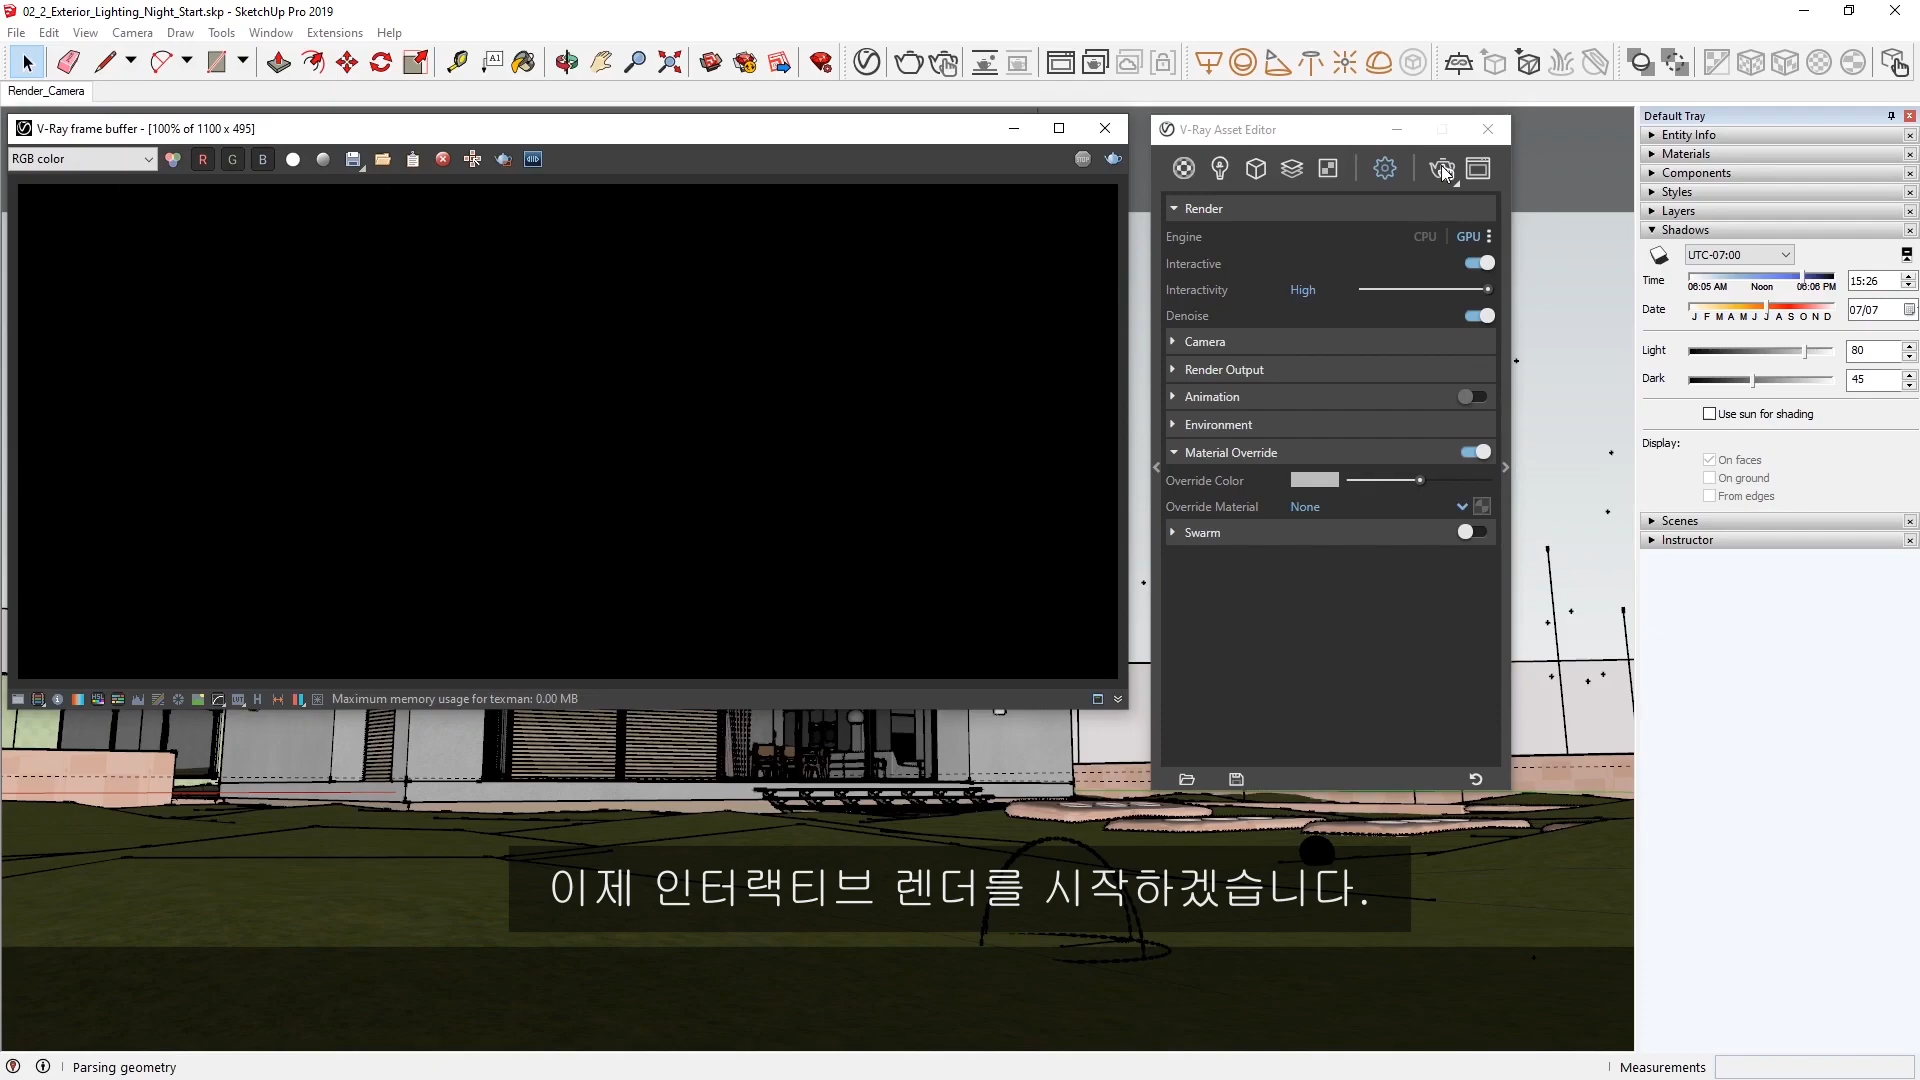 02_2_Exterior_Lighting_Night_Start.skp - SketchUp Pro 2019
File Edit View Camera Draw Tools Window Extensions Help
Render_Camera
V-Ray frame buffer - [100% of 1100 x 495]
RGB color
R G B
STOP
Maximum memory usage for texman: 0.00 MB
V-Ray Asset Editor
Render
Engine CPU GPU
Interactive
Interactivity High
Denoise
Camera
Render Output
Animation
Environment
Material Override
Override Color
Override Material None
Swarm
Default Tray
Entity Info
Materials
Components
Styles
Layers
Shadows
UTC-07:00
Time 06:05 AM Noon 06:06 PM 15:26
Date J F M A M J J A S O N D 07/07
Light 80
Dark 45
Use sun for shading
Display:
On faces
On ground
From edges
Scenes
Instructor
이제 인터랙티브 렌더를 시작하겠습니다.
Parsing geometry
Measurements